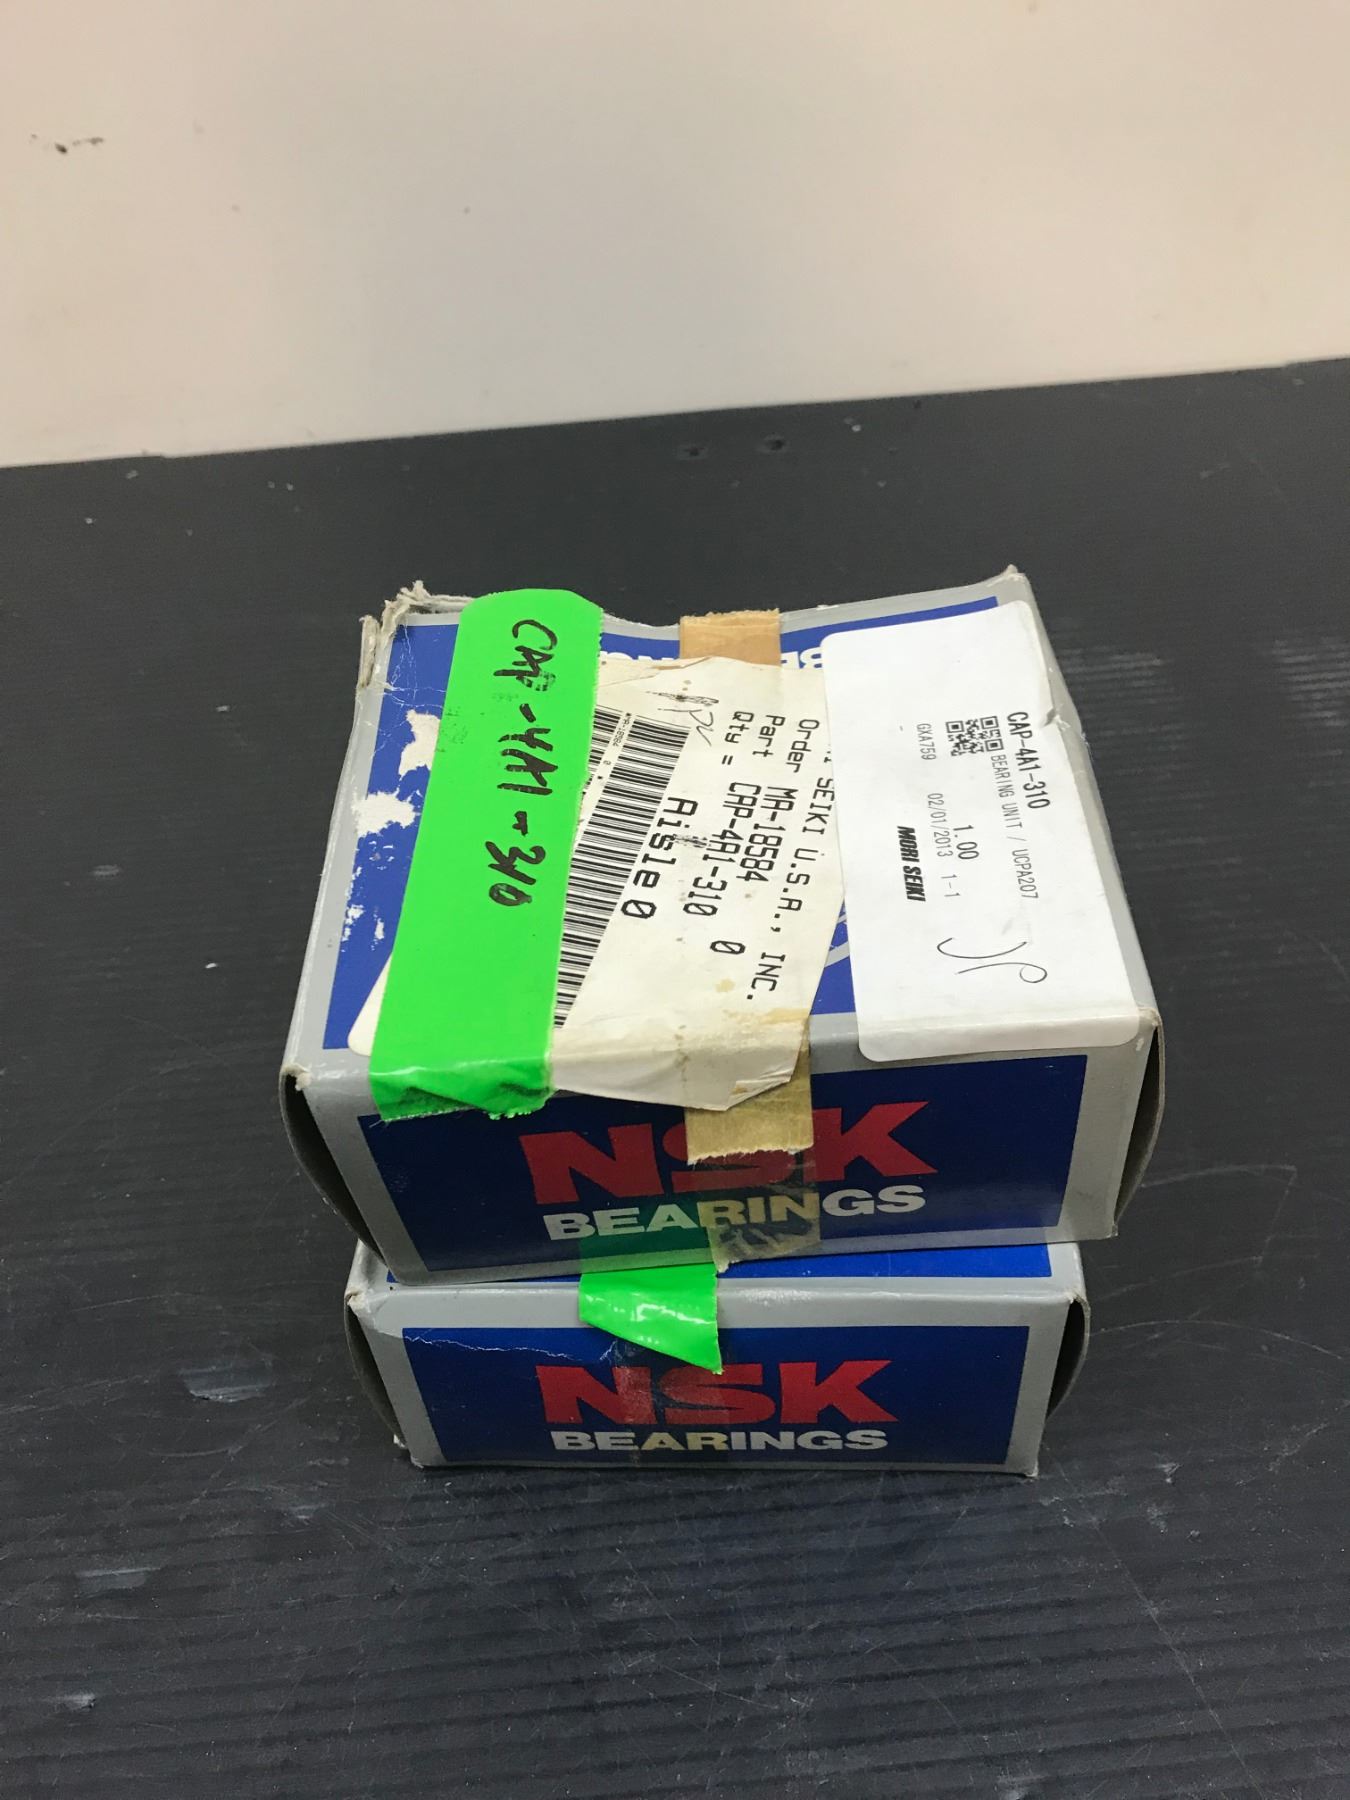 CAP-4A1-310
CAP-4A1-310
BEARING UNIT / UCPA207
1.00
GXA759 02/01/2013 1-1
MORI SEIKI
SEIKI U.S.A., INC.
Order MA-18584
Part CAP-4A1-310 0
Qty =
Aisle 0
NSK
BEARINGS
NSK
BEARINGS